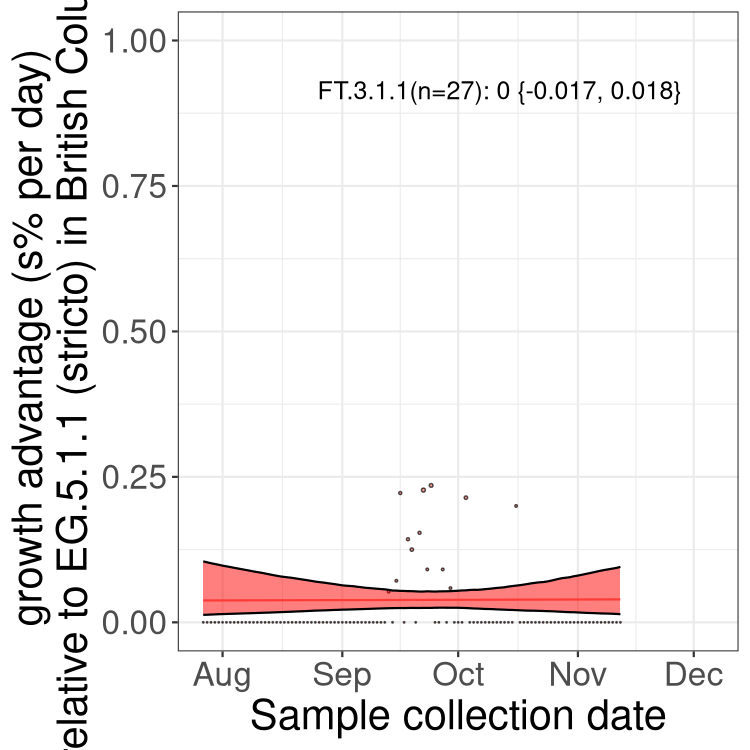 growth advantage (s% per day)
relative to EG.5.1.1 (stricto) in British
1.00
0.75
0.50
0.25
0.00
FT.3.1.1(n=27): 0 {-0.017, 0.018}
Aug Sep Oct Nov Dec
Sample collection date